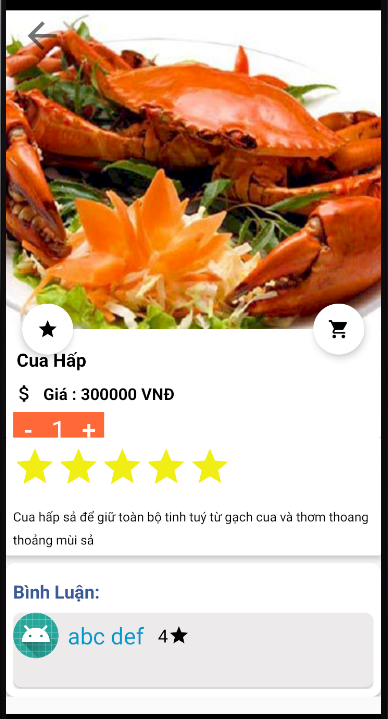 Cua Hấp
Giá : 300000 VNĐ
- 1 +
Cua hấp sả để giữ toàn bộ tinh tuý từ gạch cua và thơm thoang
thoảng mùi sả
Bình Luận:
abc def 4